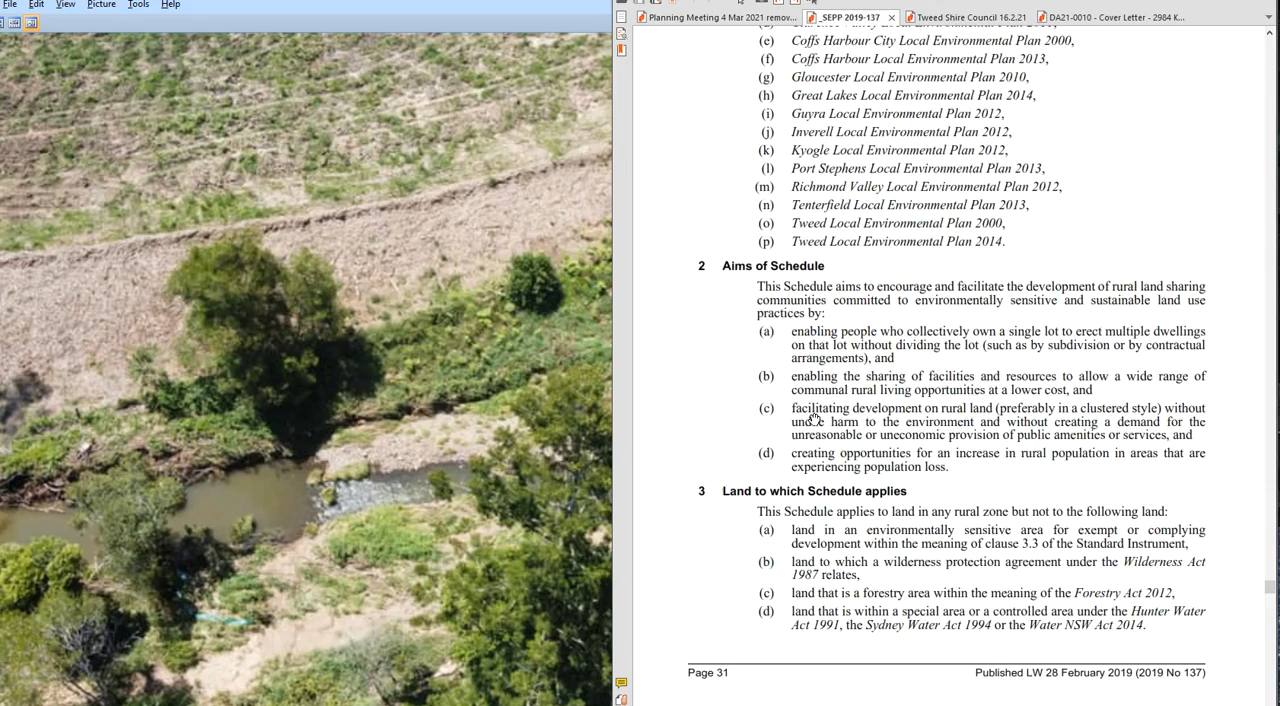 File Edit View Picture Tools Help
Planning Meeting 4 Mar 2021 remov... _SEPP 2019-137 Tweed Shire Council 16.2.21 DA21-0010 - Cover Letter - 2984 K...
(e) Coffs Harbour City Local Environmental Plan 2000,
(f) Coffs Harbour Local Environmental Plan 2013,
(g) Gloucester Local Environmental Plan 2010,
(h) Great Lakes Local Environmental Plan 2014,
(i) Guyra Local Environmental Plan 2012,
(j) Inverell Local Environmental Plan 2012,
(k) Kyogle Local Environmental Plan 2012,
(l) Port Stephens Local Environmental Plan 2013,
(m) Richmond Valley Local Environmental Plan 2012,
(n) Tenterfield Local Environmental Plan 2013,
(o) Tweed Local Environmental Plan 2000,
(p) Tweed Local Environmental Plan 2014.
2 Aims of Schedule
This Schedule aims to encourage and facilitate the development of rural land sharing
communities committed to environmentally sensitive and sustainable land use
practices by:
(a) enabling people who collectively own a single lot to erect multiple dwellings
on that lot without dividing the lot (such as by subdivision or by contractual
arrangements), and
(b) enabling the sharing of facilities and resources to allow a wide range of
communal rural living opportunities at a lower cost, and
(c) facilitating development on rural land (preferably in a clustered style) without
undue harm to the environment and without creating a demand for the
unreasonable or uneconomic provision of public amenities or services, and
(d) creating opportunities for an increase in rural population in areas that are
experiencing population loss.
3 Land to which Schedule applies
This Schedule applies to land in any rural zone but not to the following land:
(a) land in an environmentally sensitive area for exempt or complying
development within the meaning of clause 3.3 of the Standard Instrument,
(b) land to which a wilderness protection agreement under the Wilderness Act
1987 relates,
(c) land that is a forestry area within the meaning of the Forestry Act 2012,
(d) land that is within a special area or a controlled area under the Hunter Water
Act 1991, the Sydney Water Act 1994 or the Water NSW Act 2014.
Page 31 Published LW 28 February 2019 (2019 No 137)